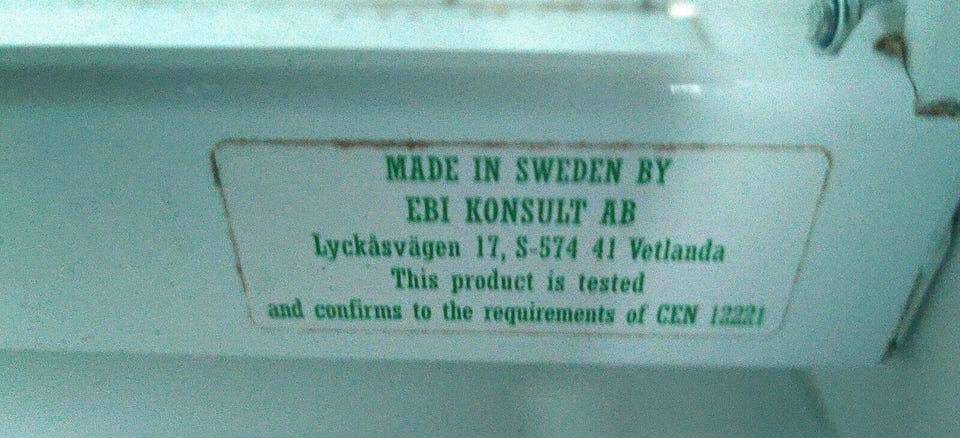 MADE IN SWEDEN BY
EBI KONSULT AB
Lyckåsvägen 17, S-574 41 Vetlanda
This product is tested
and confirms to the requirements of CEN 12221